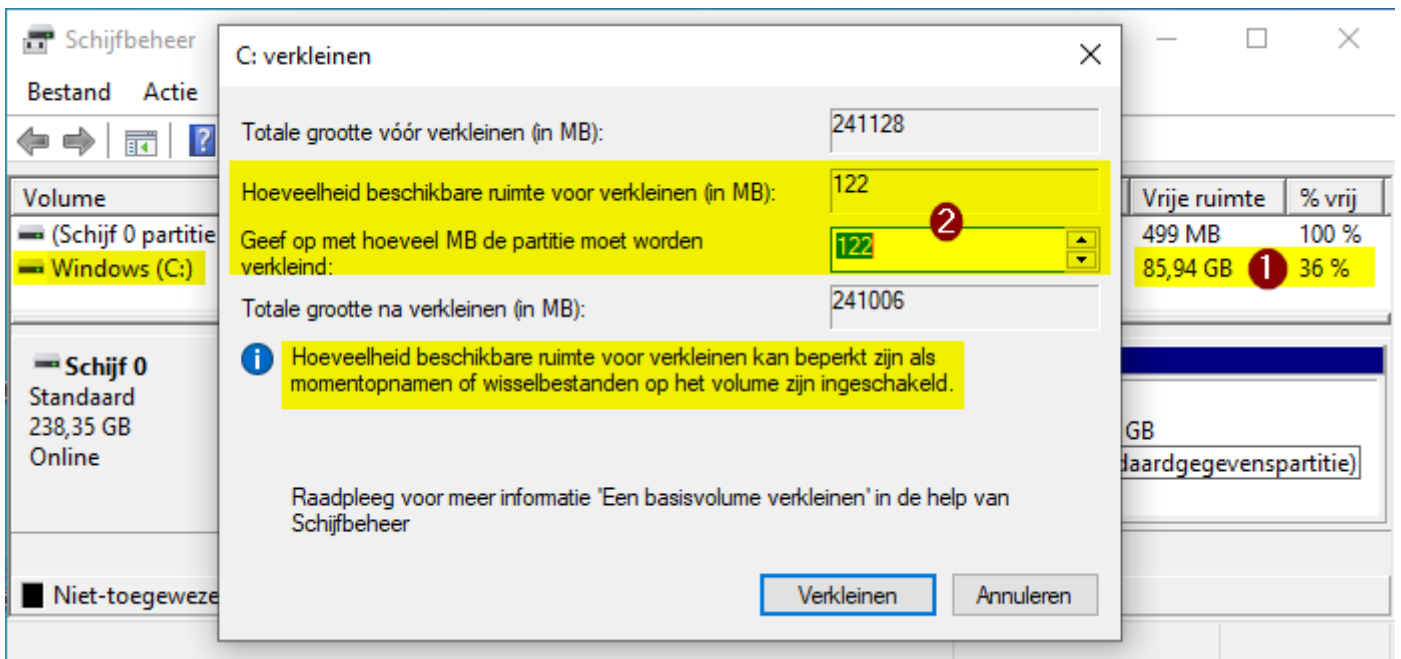 Schijfbeheer
C: verkleinen
Bestand Actie
Totale grootte vóór verkleinen (in MB): 241128
Hoeveelheid beschikbare ruimte voor verkleinen (in MB): 122
Volume Vrije ruimte % vrij
(Schijf 0 partitie 499 MB 100 %
Geef op met hoeveel MB de partitie moet worden
verkleind: 122 2
Windows (C:) 85,94 GB 1 36 %
Totale grootte na verkleinen (in MB): 241006
Hoeveelheid beschikbare ruimte voor verkleinen kan beperkt zijn als
momentopnamen of wisselbestanden op het volume zijn ingeschakeld.
Schijf 0
Standaard
238,35 GB
Online
GB
daardgegevenspartitie)
Raadpleeg voor meer informatie 'Een basisvolume verkleinen' in de help van
Schijfbeheer
Niet-toegeweze
Verkleinen Annuleren